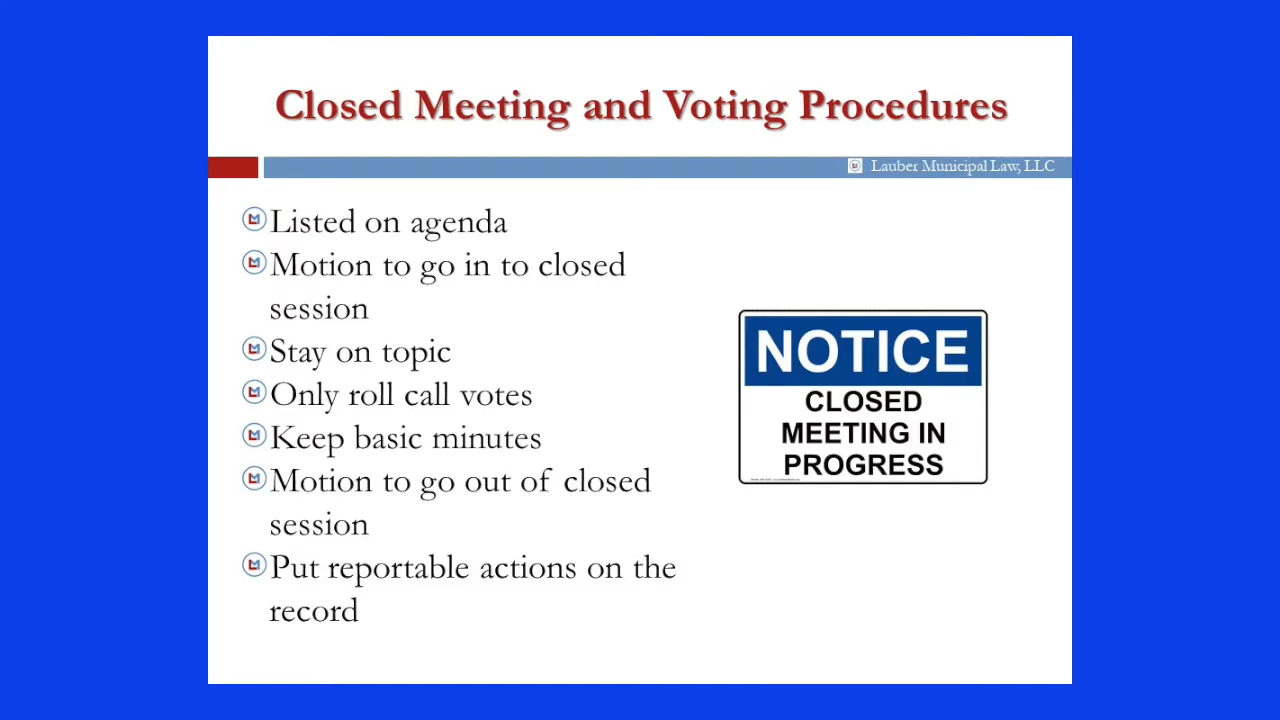 Closed Meeting and Voting Procedures
Lauber Municipal Law, LLC
Listed on agenda
Motion to go in to closed
session
Stay on topic
Only roll call votes
Keep basic minutes
Motion to go out of closed
session
Put reportable actions on the
record
NOTICE
CLOSED
MEETING IN
PROGRESS